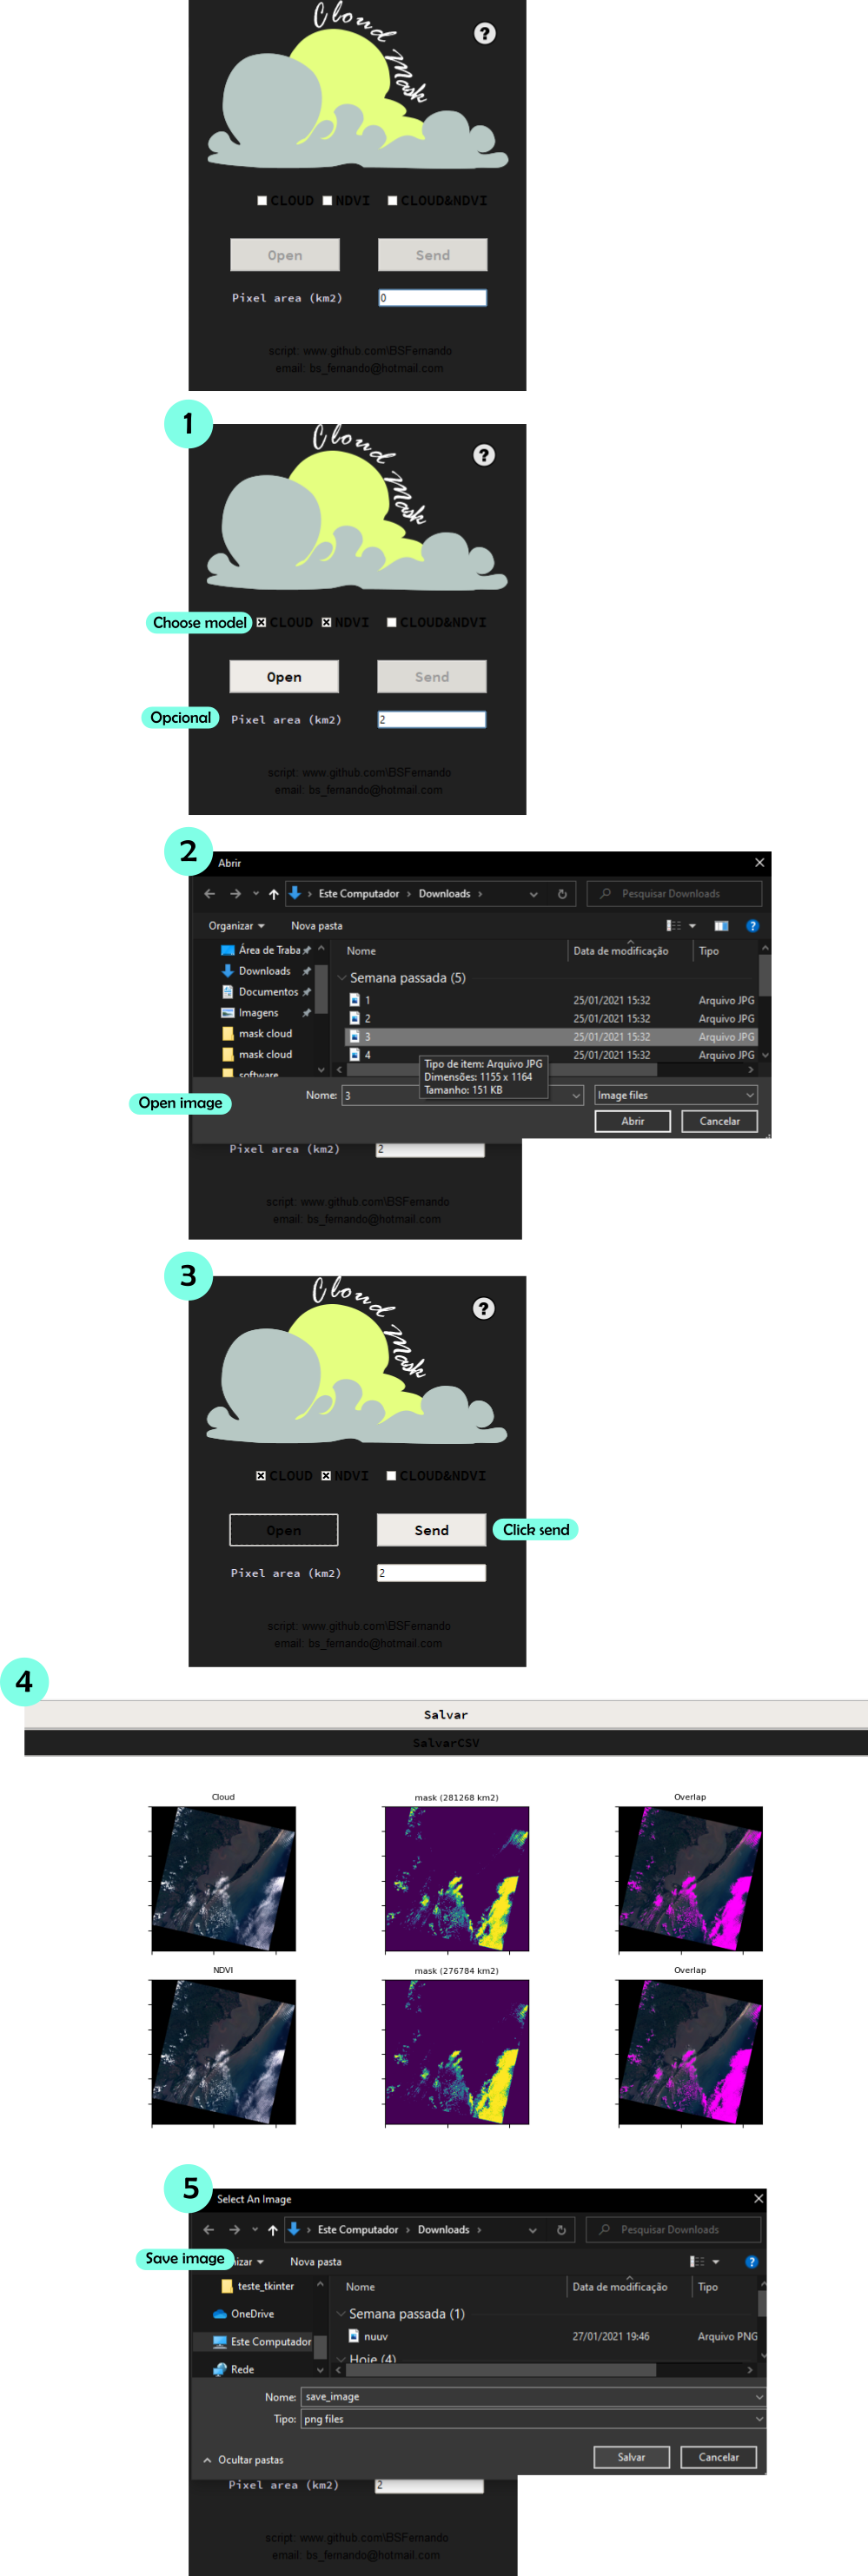 Cloud Mask
?
CLOUD NDVI CLOUD&NDVI
Open Send
Pixel area (km2) 0
script: www.github.com\BSFernando
email: bs_fernando@hotmail.com
1
Cloud Mask
?
Choose model CLOUD NDVI CLOUD&NDVI
Open Send
Opcional Pixel area (km2) 2
script: www.github.com\BSFernando
email: bs_fernando@hotmail.com
2
Abrir
Este Computador > Downloads > Pesquisar Downloads
Organizar Nova pasta ?
Área de Traba Nome Data de modificação Tipo
Downloads Semana passada (5)
Documentos 1 25/01/2021 15:32 Arquivo JPG
Imagens 2 25/01/2021 15:32 Arquivo JPG
mask cloud 3 25/01/2021 15:32 Arquivo JPG
mask cloud 4 25/01/2021 15:32 Arquivo JPG
software
Tipo de item: Arquivo JPG
Dimensões: 1155 x 1164
Tamanho: 151 KB
Open image Nome: 3 Image files
Abrir Cancelar
Pixel area (km2) 2
script: www.github.com\BSFernando
email: bs_fernando@hotmail.com
3
Cloud Mask
?
CLOUD NDVI CLOUD&NDVI
Open Send Click send
Pixel area (km2) 2
script: www.github.com\BSFernando
email: bs_fernando@hotmail.com
4
Salvar
SalvarCSV
Cloud mask (281268 km2) Overlap
NDVI mask (276784 km2) Overlap
5
Select An Image
Este Computador > Downloads > Pesquisar Downloads
Save image nizar Nova pasta ?
teste_tkinter Nome Data de modificação Tipo
OneDrive Semana passada (1)
Este Computador nuuv 27/01/2021 19:46 Arquivo PNG
Rede Hoje (4)
Nome: save_image
Tipo: png files
Ocultar pastas Salvar Cancelar
Pixel area (km2) 2
script: www.github.com\BSFernando
email: bs_fernando@hotmail.com